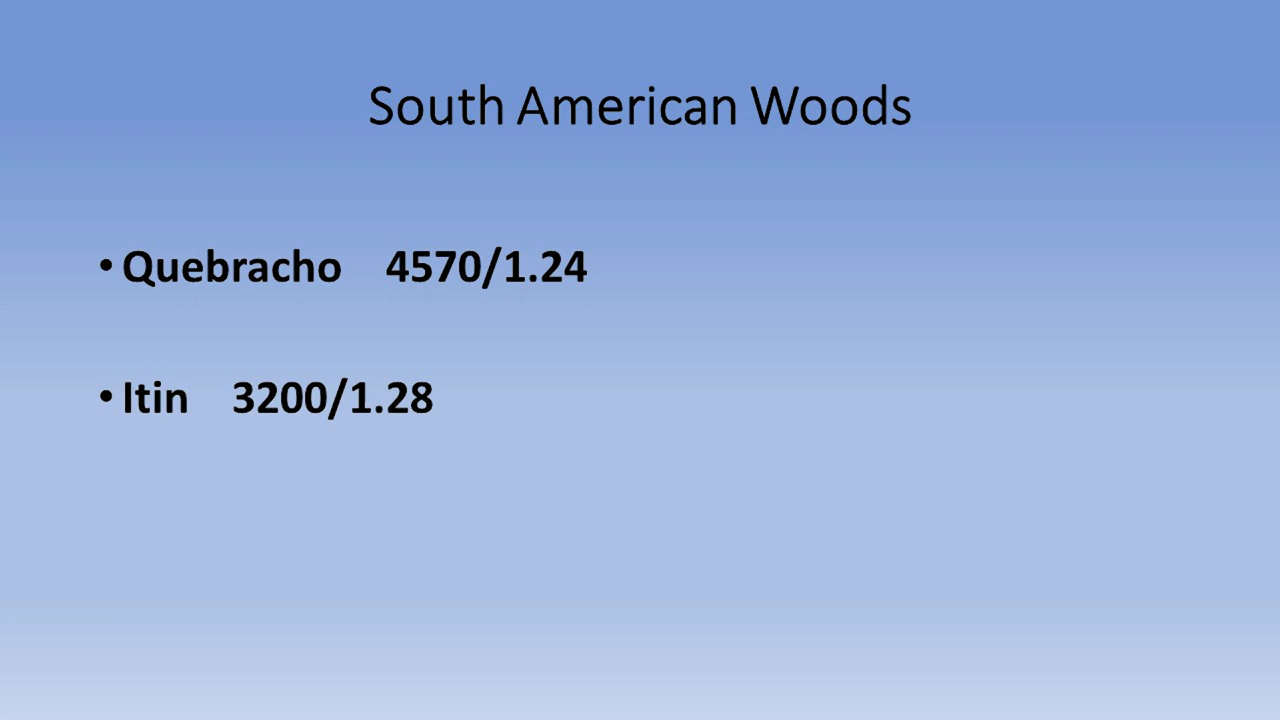 South American Woods
• Quebracho 4570/1.24
• Itin 3200/1.28